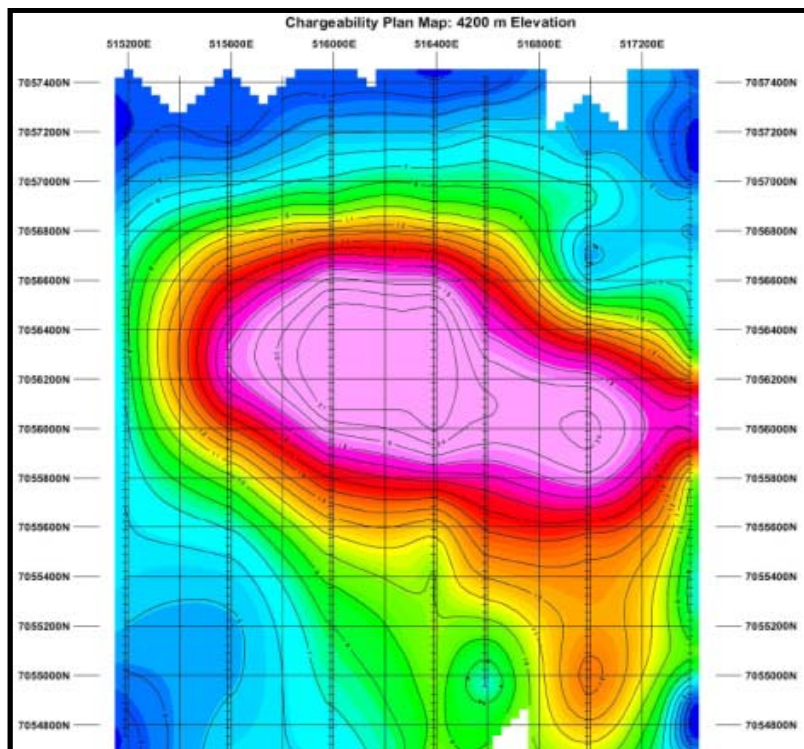 Chargeability Plan Map: 4200 m Elevation
515200E 515600E 516000E 516400E 516800E 517200E
7057400N 7057400N
7057200N 7057200N
7057000N 7057000N
7056800N 7056800N
7056600N 7056600N
7056400N 7056400N
7056200N 7056200N
7056000N 7056000N
7055800N 7055800N
7055600N 7055600N
7055400N 7055400N
7055200N 7055200N
7055000N 7055000N
7054800N 7054800N